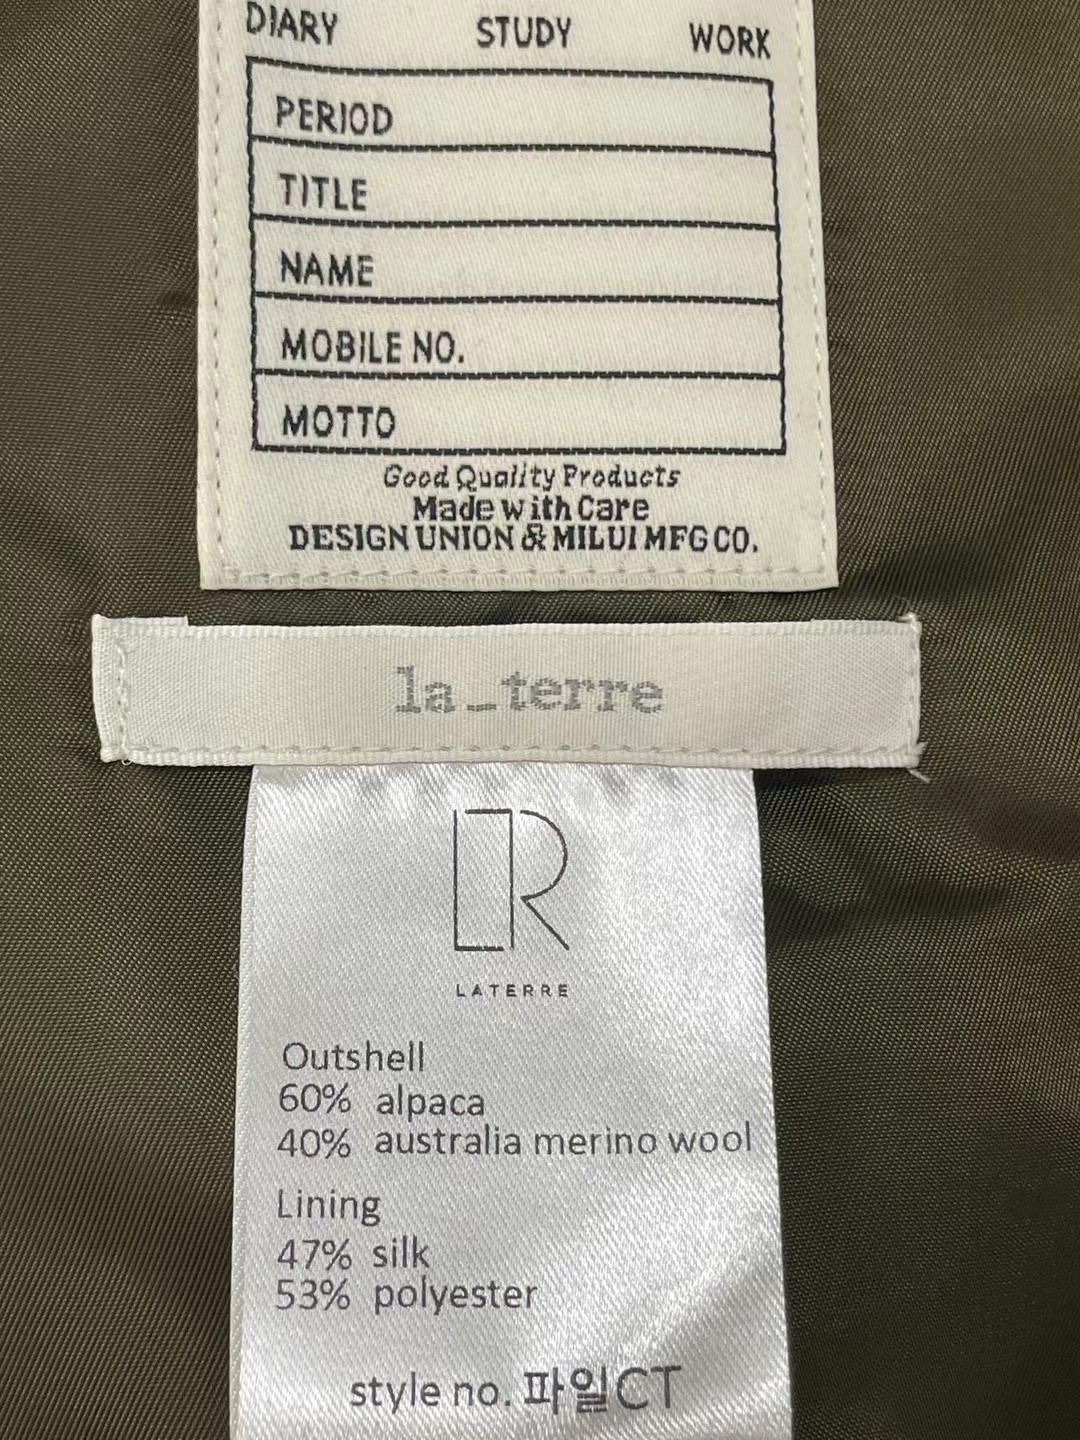 DIARY STUDY WORK
PERIOD
TITLE
NAME
MOBILE NO.
MOTTO
Good Quality Products
Made with Care
DESIGN UNION & MILUI MFG CO.
la_terre
LR
LATERRE
Outshell
60% alpaca
40% australia merino wool
Lining
47% silk
53% polyester
style no. 파일CT